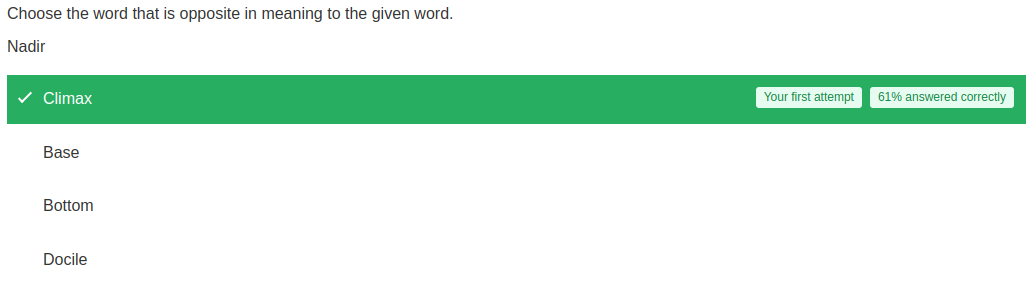 Choose the word that is opposite in meaning to the given word.
Nadir
Climax Your first attempt 61% answered correctly
Base
Bottom
Docile